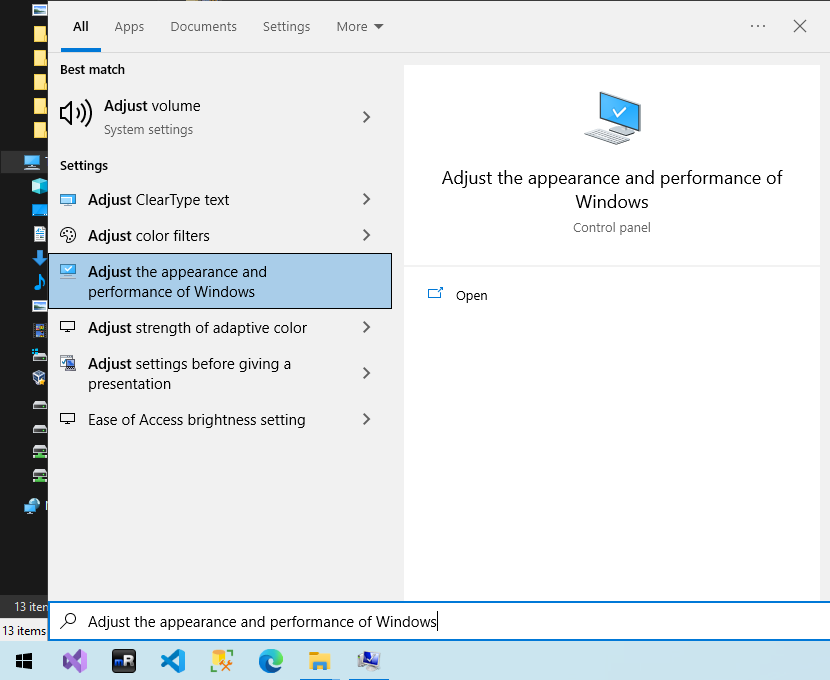 All Apps Documents Settings More
Best match
Adjust volume
System settings
Settings
Adjust ClearType text
Adjust color filters
Adjust the appearance and
performance of Windows
Adjust strength of adaptive color
Adjust settings before giving a
presentation
Ease of Access brightness setting
Adjust the appearance and performance of
Windows
Control panel
Open
13 iten
13 items
Adjust the appearance and performance of Windows
mR